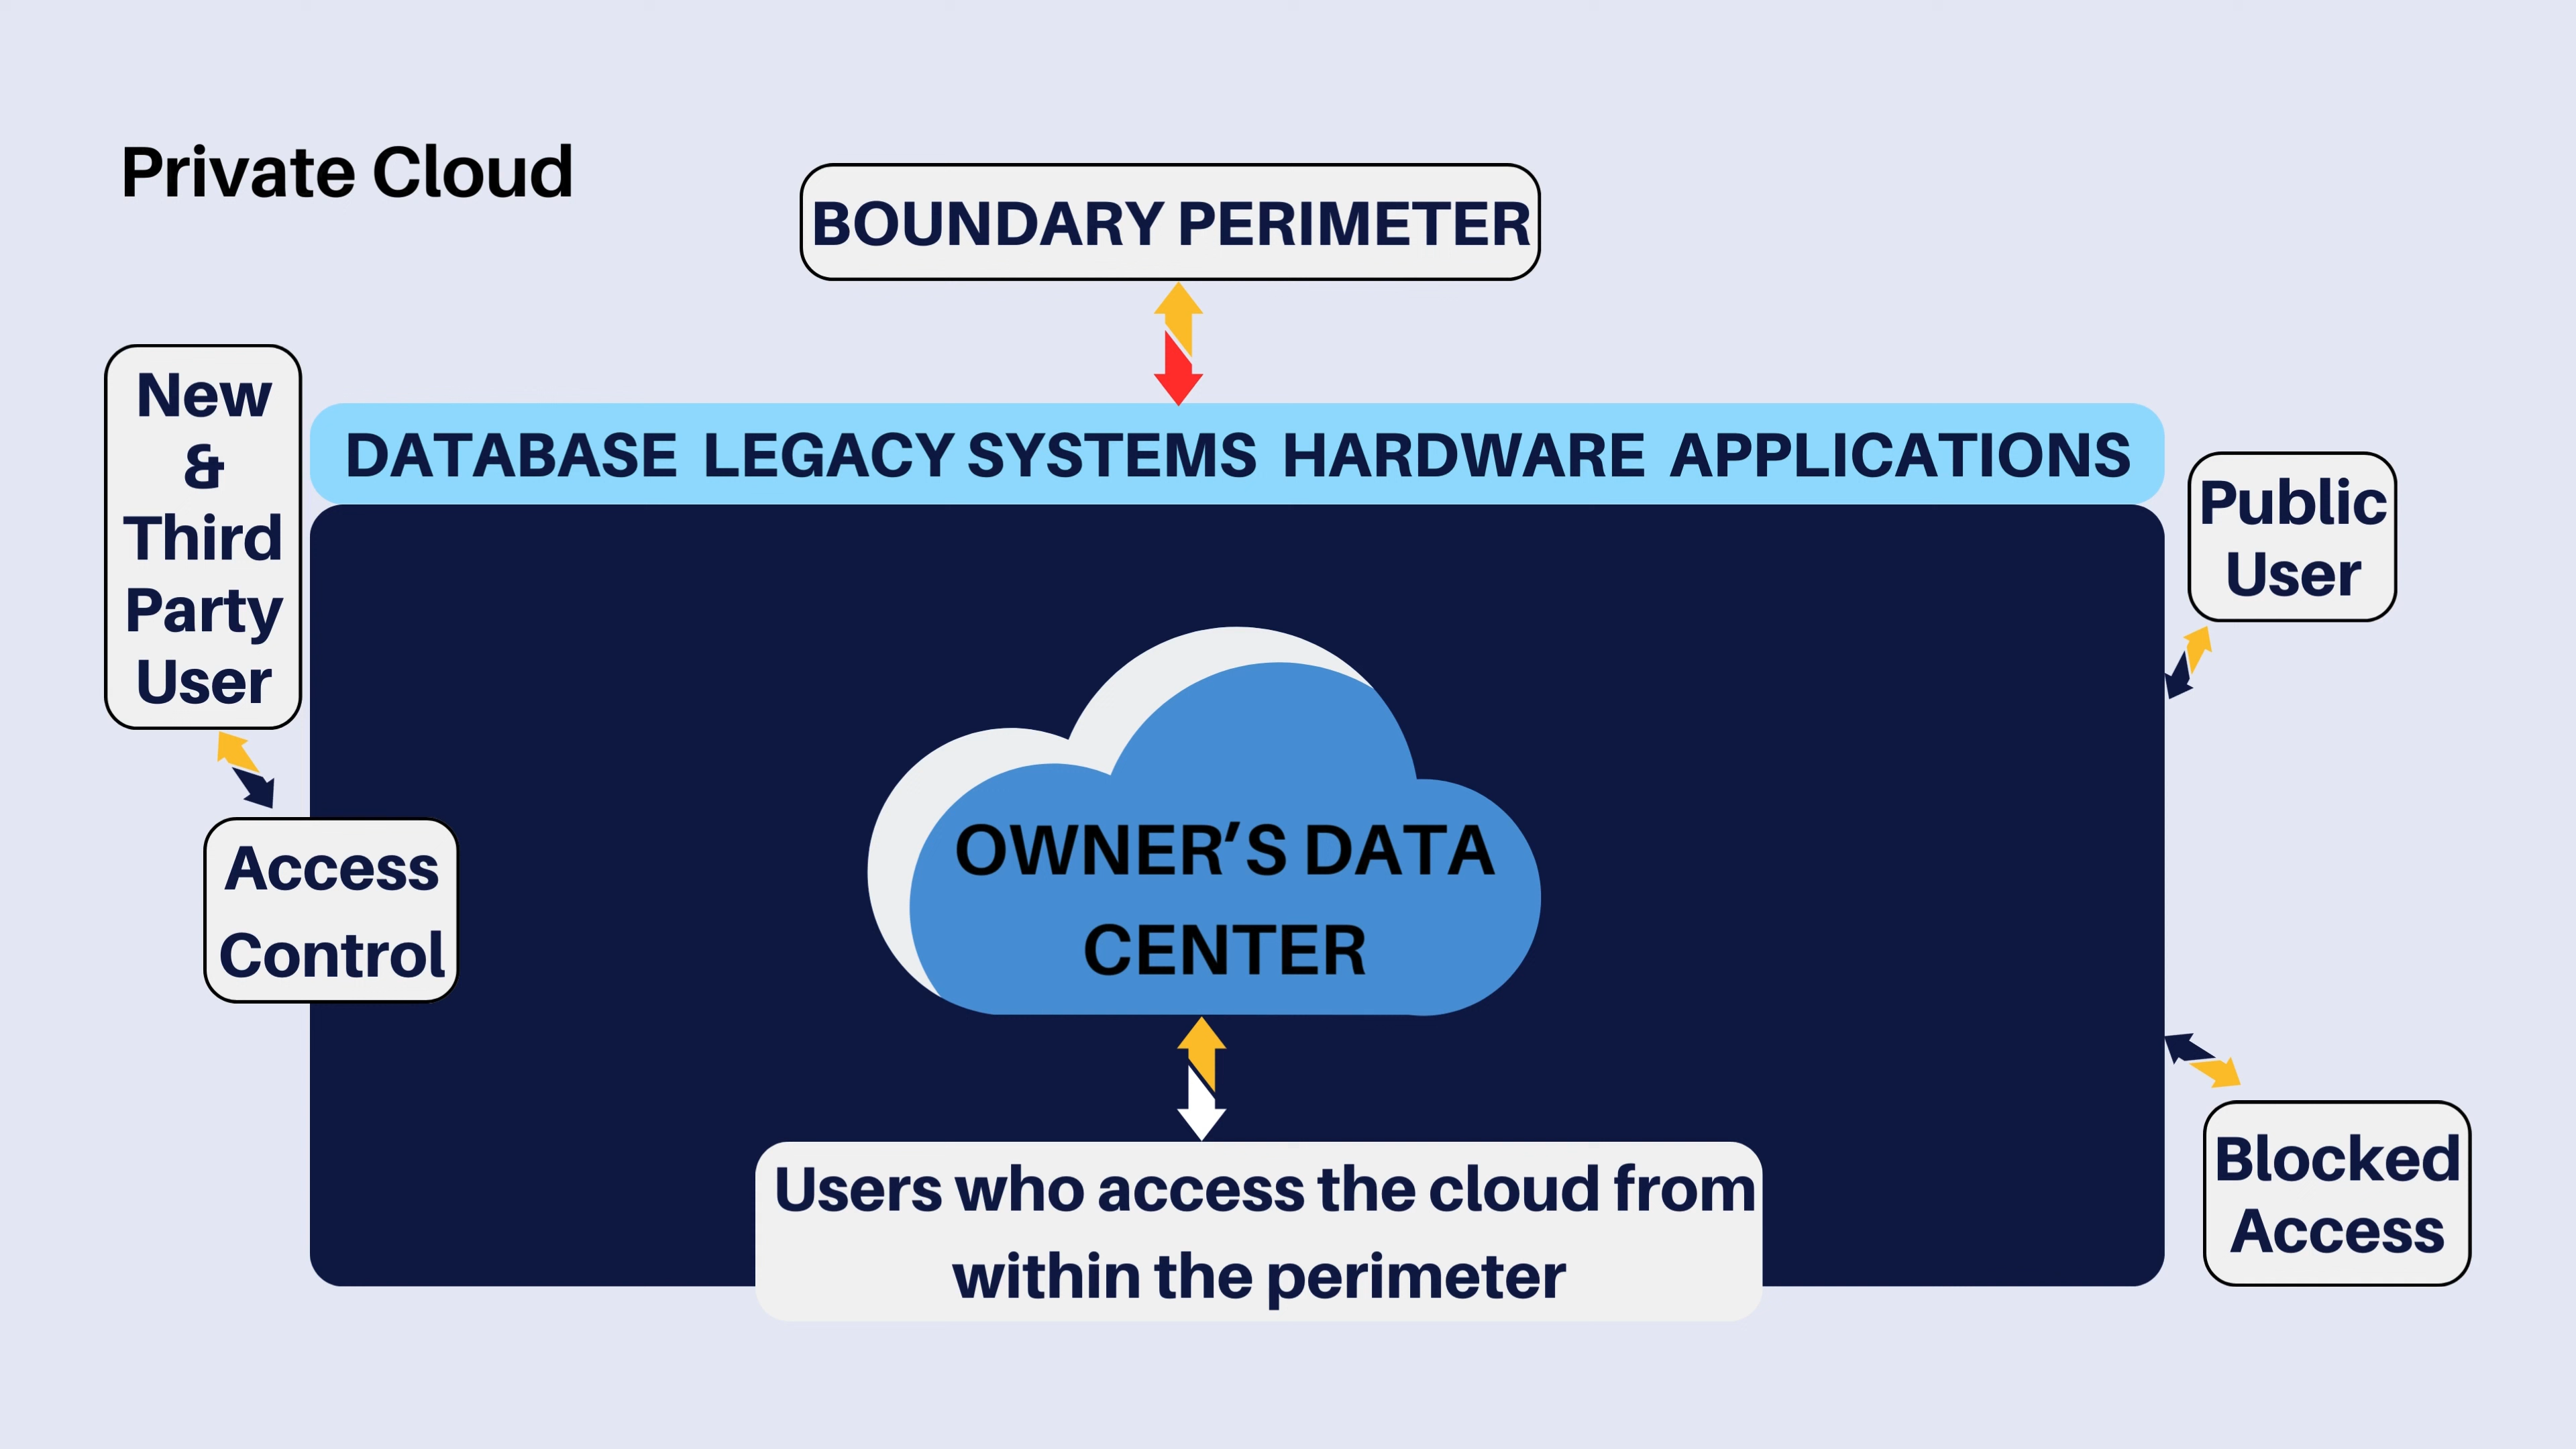 Private Cloud
BOUNDARY PERIMETER
New
&
Third
Party
User
DATABASE LEGACY SYSTEMS HARDWARE APPLICATIONS
Public
User
Access
Control
OWNER’S DATA
CENTER
Users who access the cloud from
within the perimeter
Blocked
Access